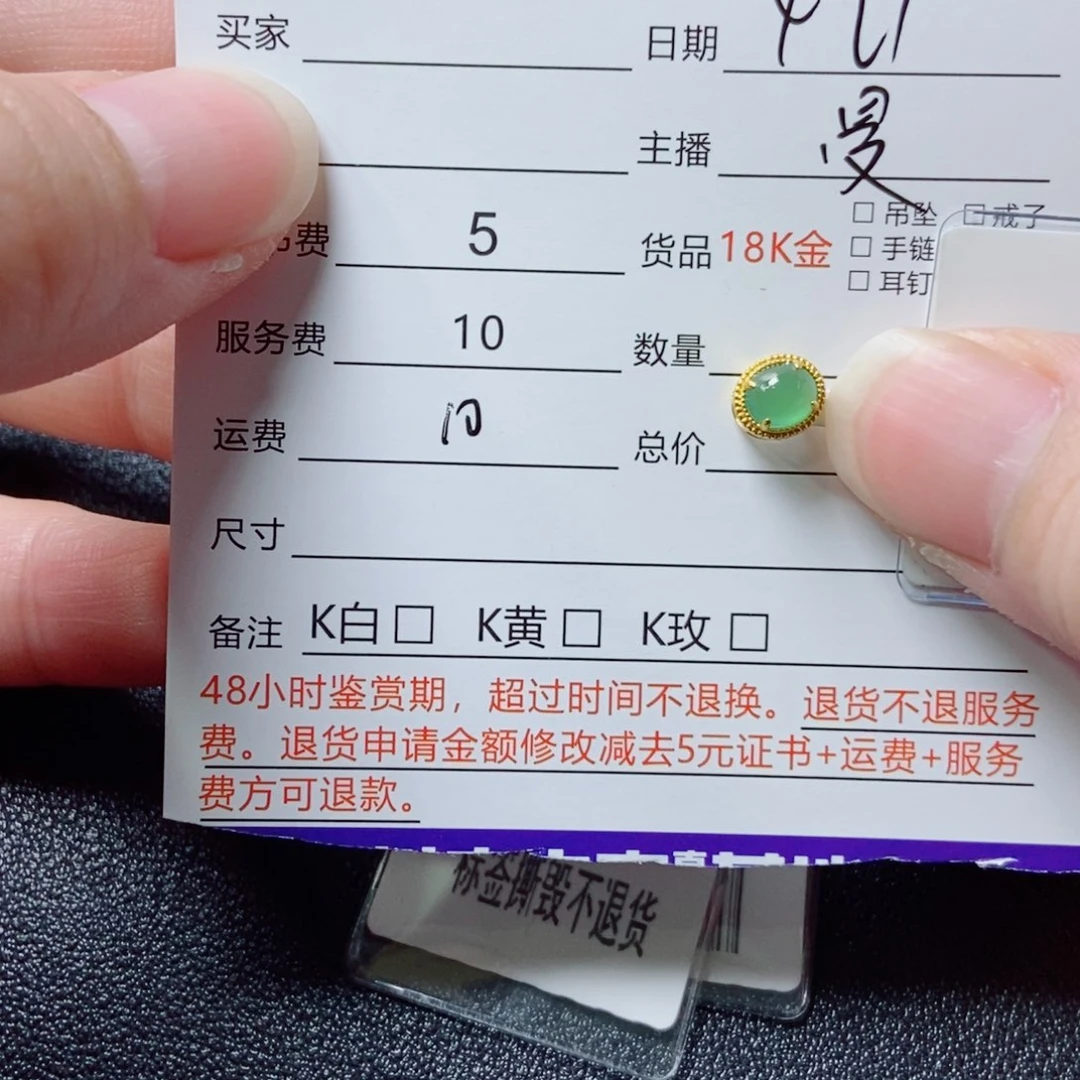 买家 日期
主播 曼
费 5 货品 18K金 □ 吊坠 □ 戒子
□ 手链
□ 耳钉
服务费 10 数量
运费 10 总价
尺寸
备注 K白 □ K黄 □ K玫 □
48小时鉴赏期，超过时间不退换。退货不退服务
费。退货申请金额修改减去5元证书+运费+服务
费方可退款。
标签撕毁不退货